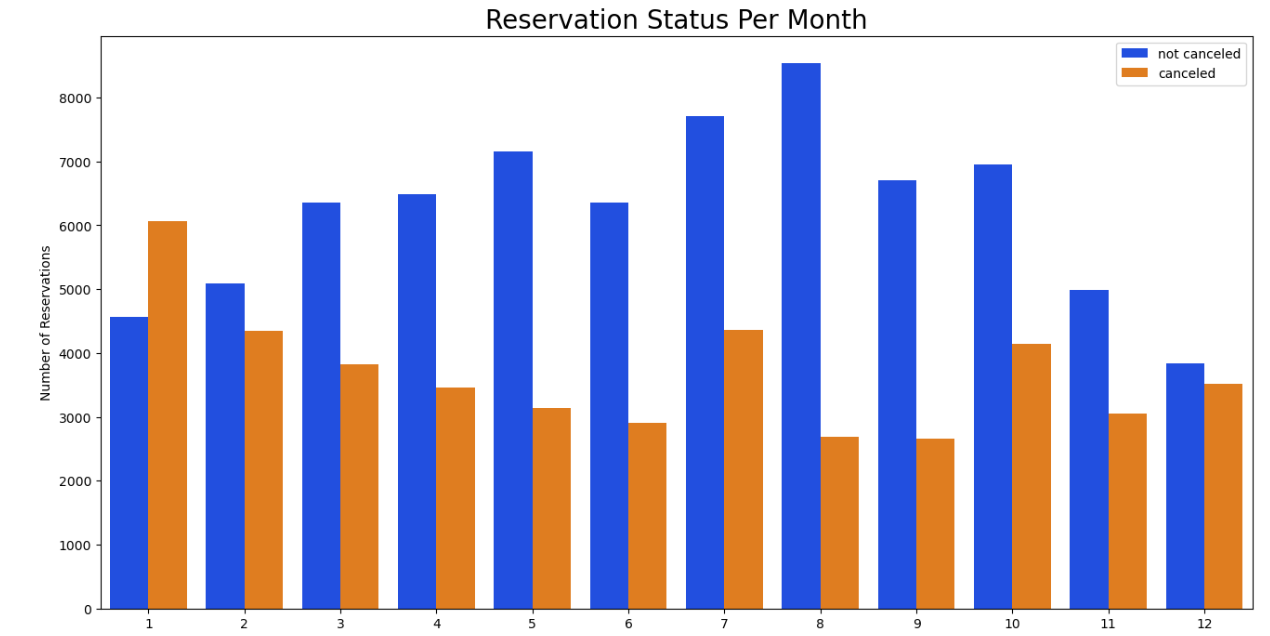 Reservation Status Per Month
not canceled
canceled
Number of Reservations
8000
7000
6000
5000
4000
3000
2000
1000
0
1 2 3 4 5 6 7 8 9 10 11 12